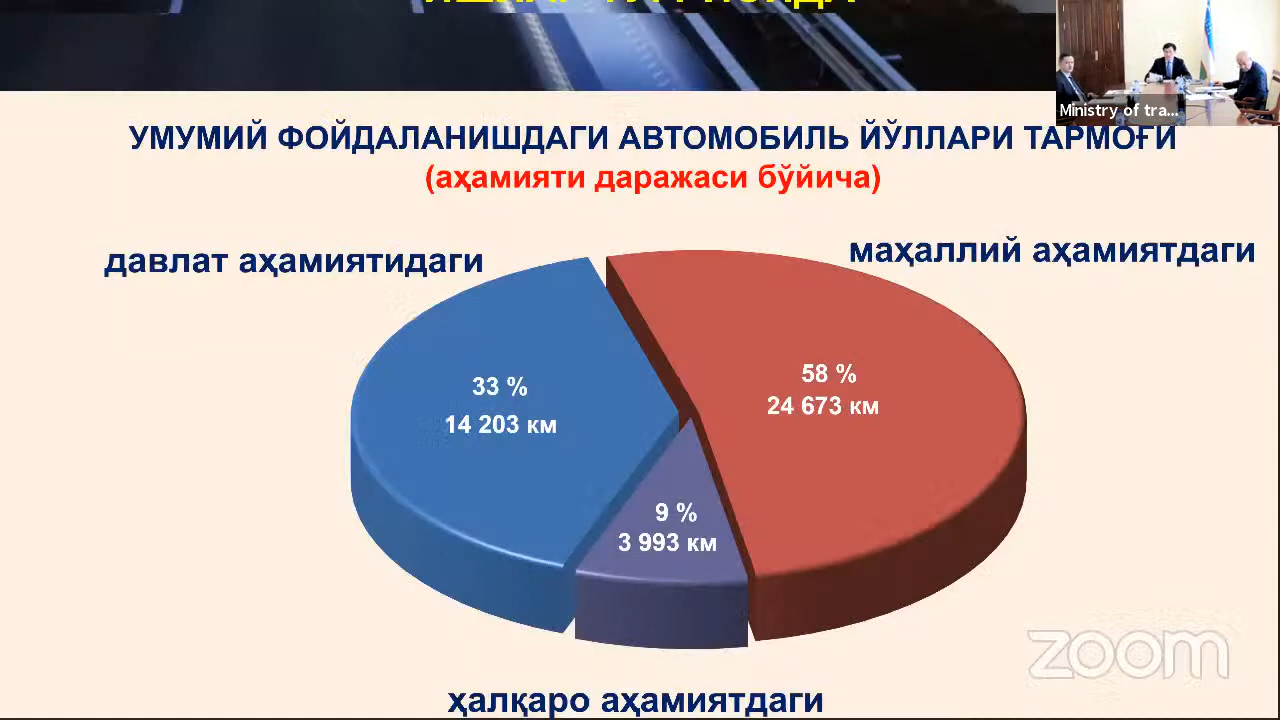 Ministry of tra...
УМУМИЙ ФОЙДАЛАНИШДАГИ АВТОМОБИЛЬ ЙЎЛЛАРИ ТАРМОҒИ
(аҳамияти даражаси бўйича)
давлат аҳамиятидаги
маҳаллий аҳамиятдаги
33 %
14 203 км
58 %
24 673 км
9 %
3 993 км
zoom
ҳалқаро аҳамиятдаги